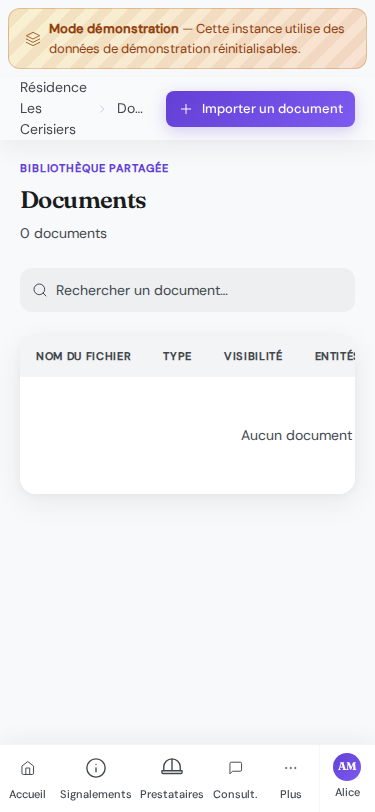 Mode démonstration — Cette instance utilise des
données de démonstration réinitialisables.
Résidence
Les
Cerisiers
Do...
Importer un document
BIBLIOTHÈQUE PARTAGÉE
Documents
0 documents
Rechercher un document...
NOM DU FICHIER TYPE VISIBILITÉ ENTITÉS
Aucun document
AM
Accueil Signalements Prestataires Consult. Plus Alice